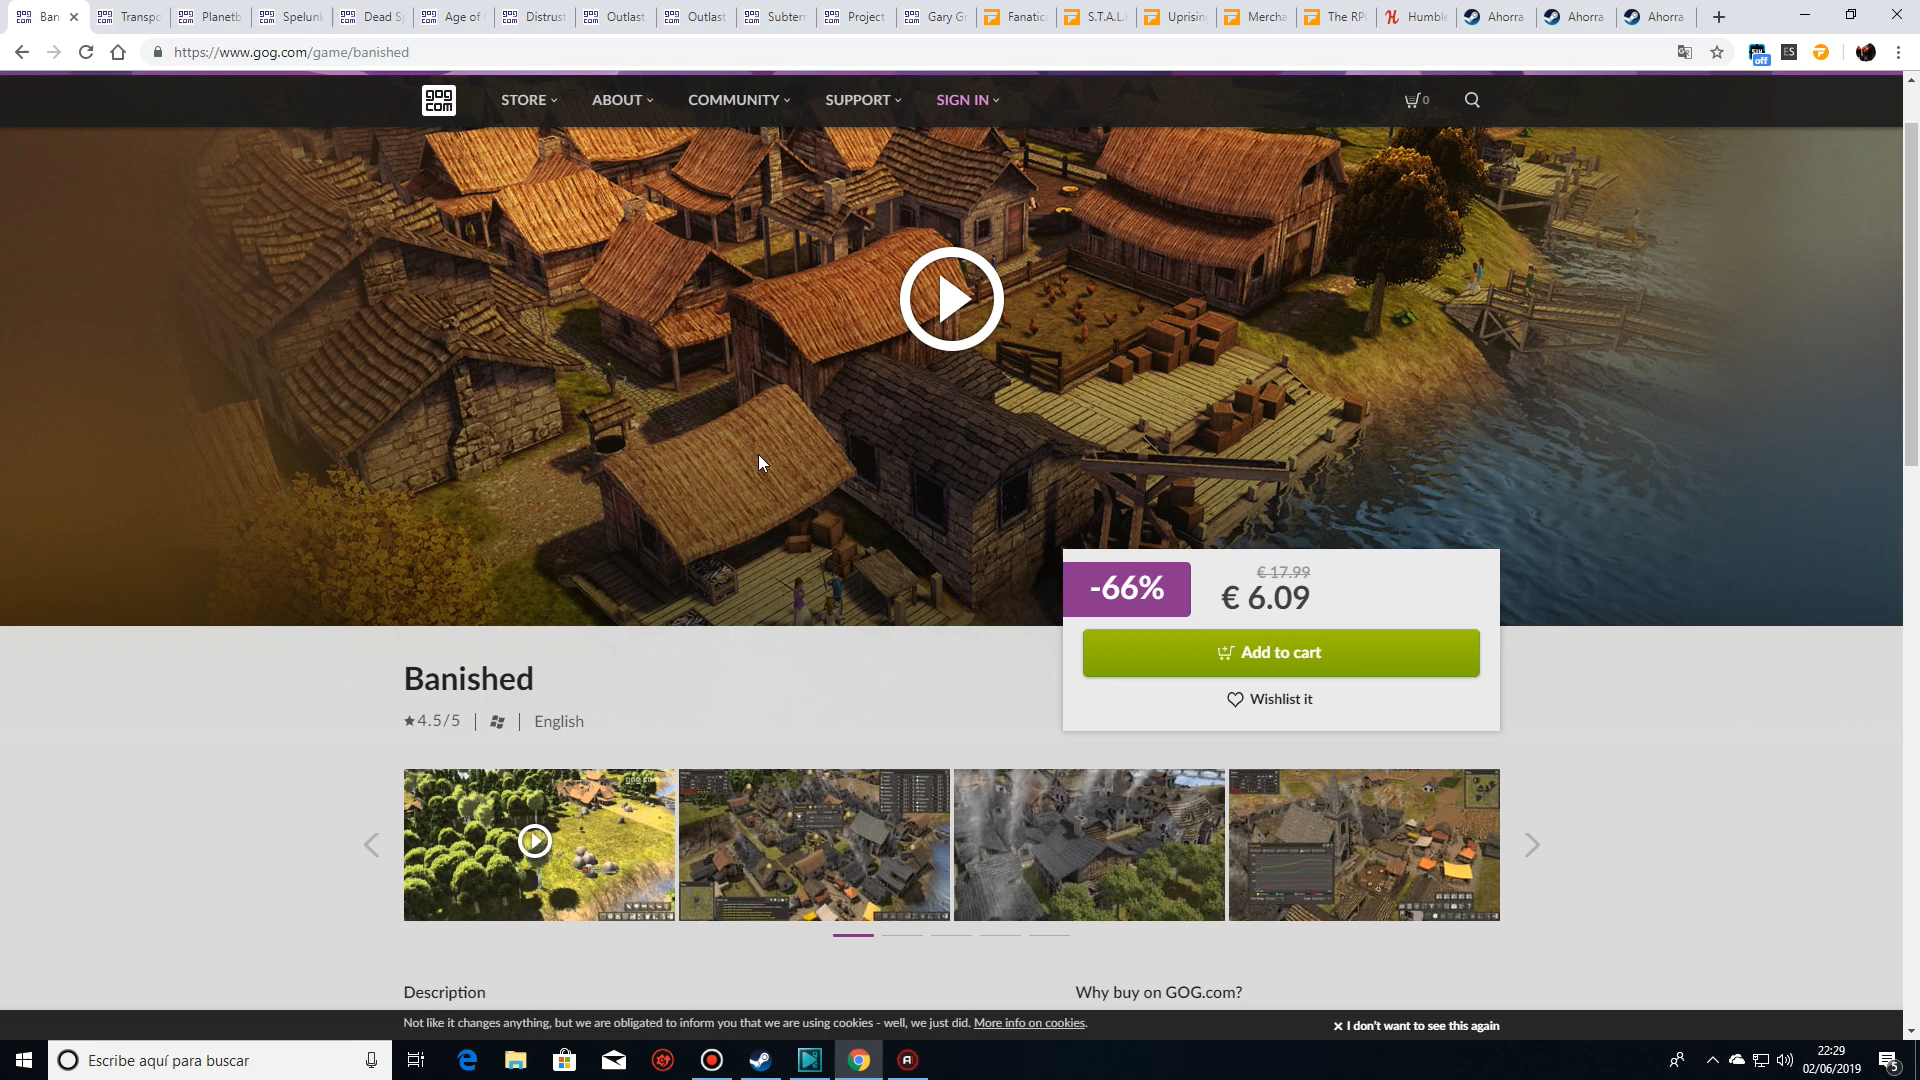 Ban
Transpo
Planetb
Spelunk
Dead S
Age of
Distrust
Outlast
Outlast
Subterr
Project
Gary G
Fanatic
S.T.A.L.
Uprisin
Mercha
The RP
Humble
Ahorra
Ahorra
Ahorra
https://www.gog.com/game/banished
off
ES
gog
com
STORE
ABOUT
COMMUNITY
SUPPORT
SIGN IN
0
-66%
€ 17.99
€ 6.09
Add to cart
Wishlist it
Banished
4.5/5
English
Description
Why buy on GOG.com?
Not like it changes anything, but we are obligated to inform you that we are using cookies - well, we just did. More info on cookies.
I don't want to see this again
Escribe aquí para buscar
22:29
02/06/2019
5